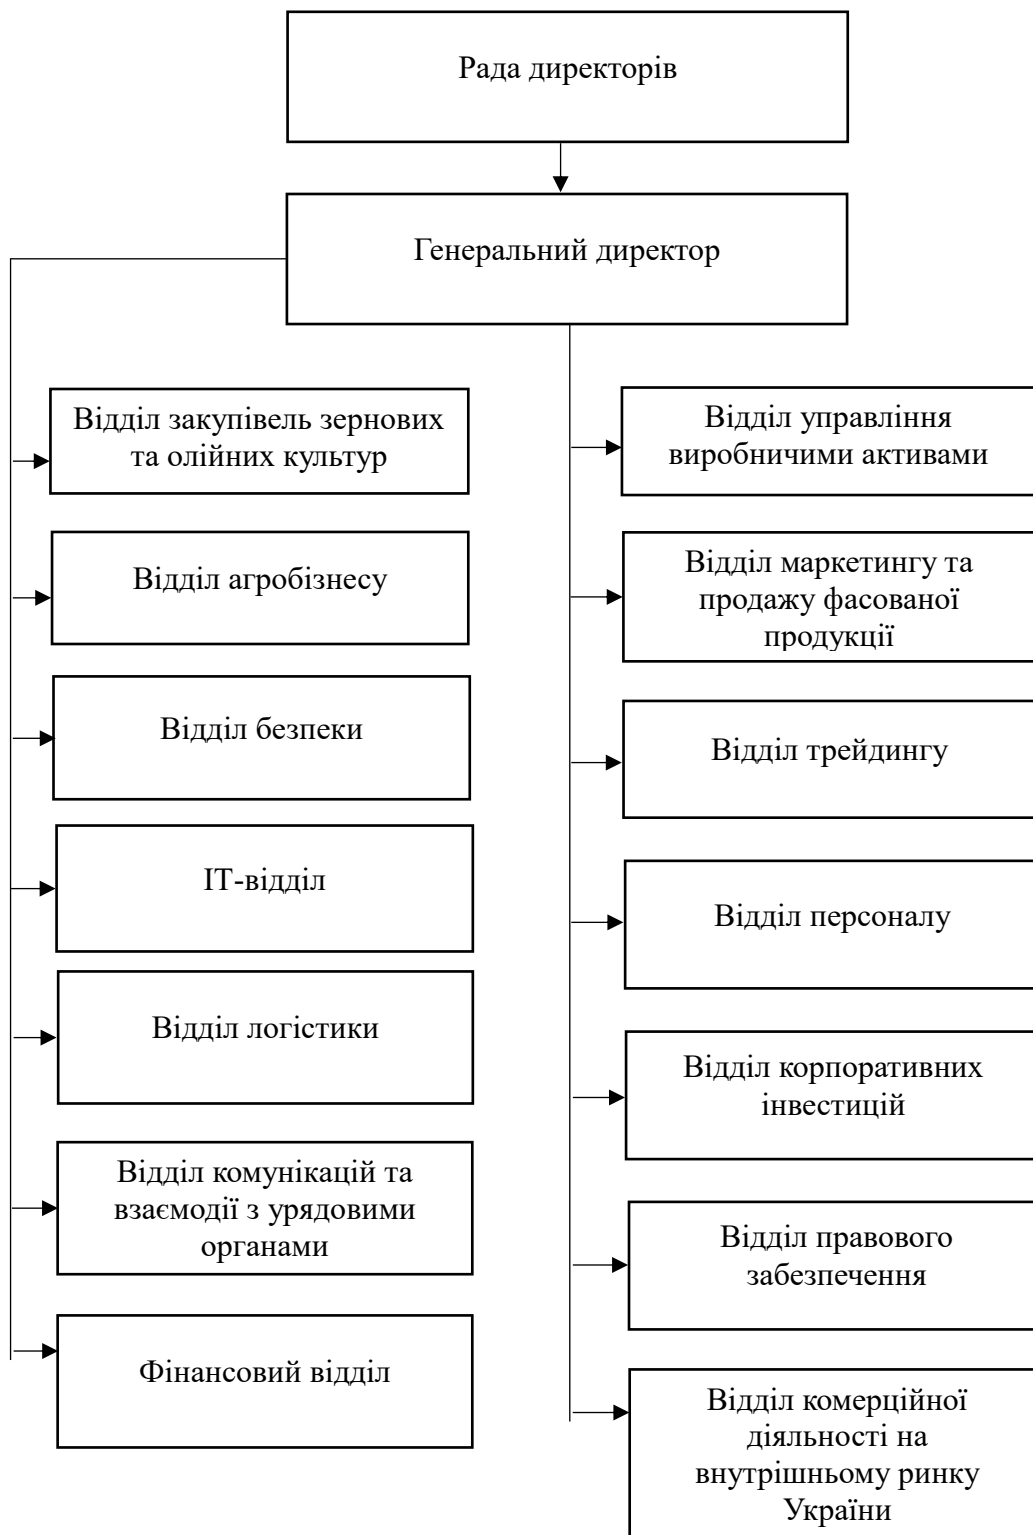 Рада директорів
Генеральний директор
Відділ закупівель зернових
та олійних культур
Відділ агробізнесу
Відділ безпеки
ІТ-відділ
Відділ логістики
Відділ комунікацій та
взаємодії з урядовими
органами
Фінансовий відділ
Відділ управління
виробничими активами
Відділ маркетингу та
продажу фасованої
продукції
Відділ трейдингу
Відділ персоналу
Відділ корпоративних
інвестицій
Відділ правового
забезпечення
Відділ комерційної
діяльності на
внутрішньому ринку
України